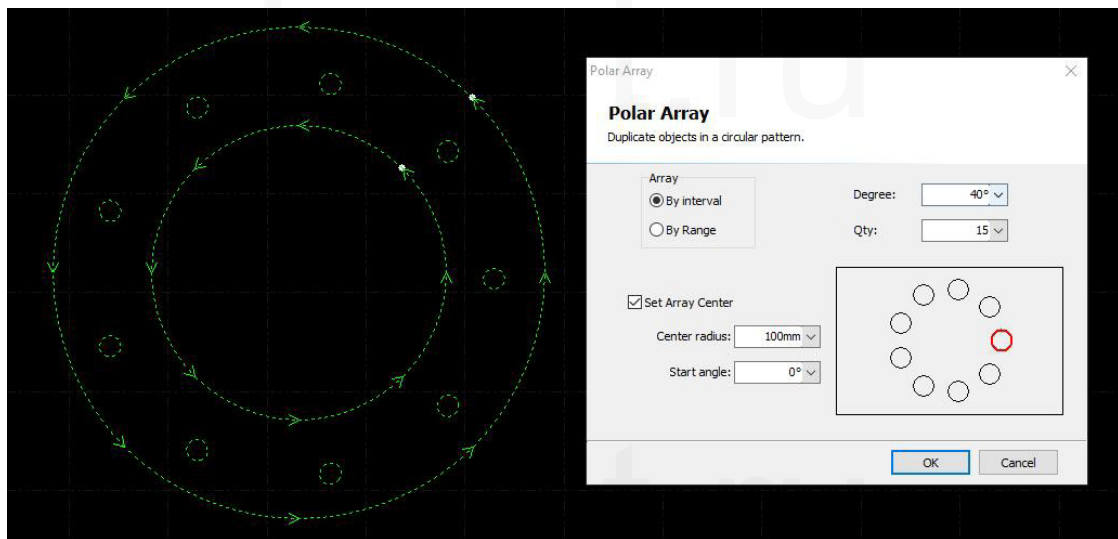 Polar Array
Polar Array
Duplicate objects in a circular pattern.
Array
By interval
By Range
Degree: 40°
Qty: 15
Set Array Center
Center radius: 100mm
Start angle: 0°
OK
Cancel
t.ru